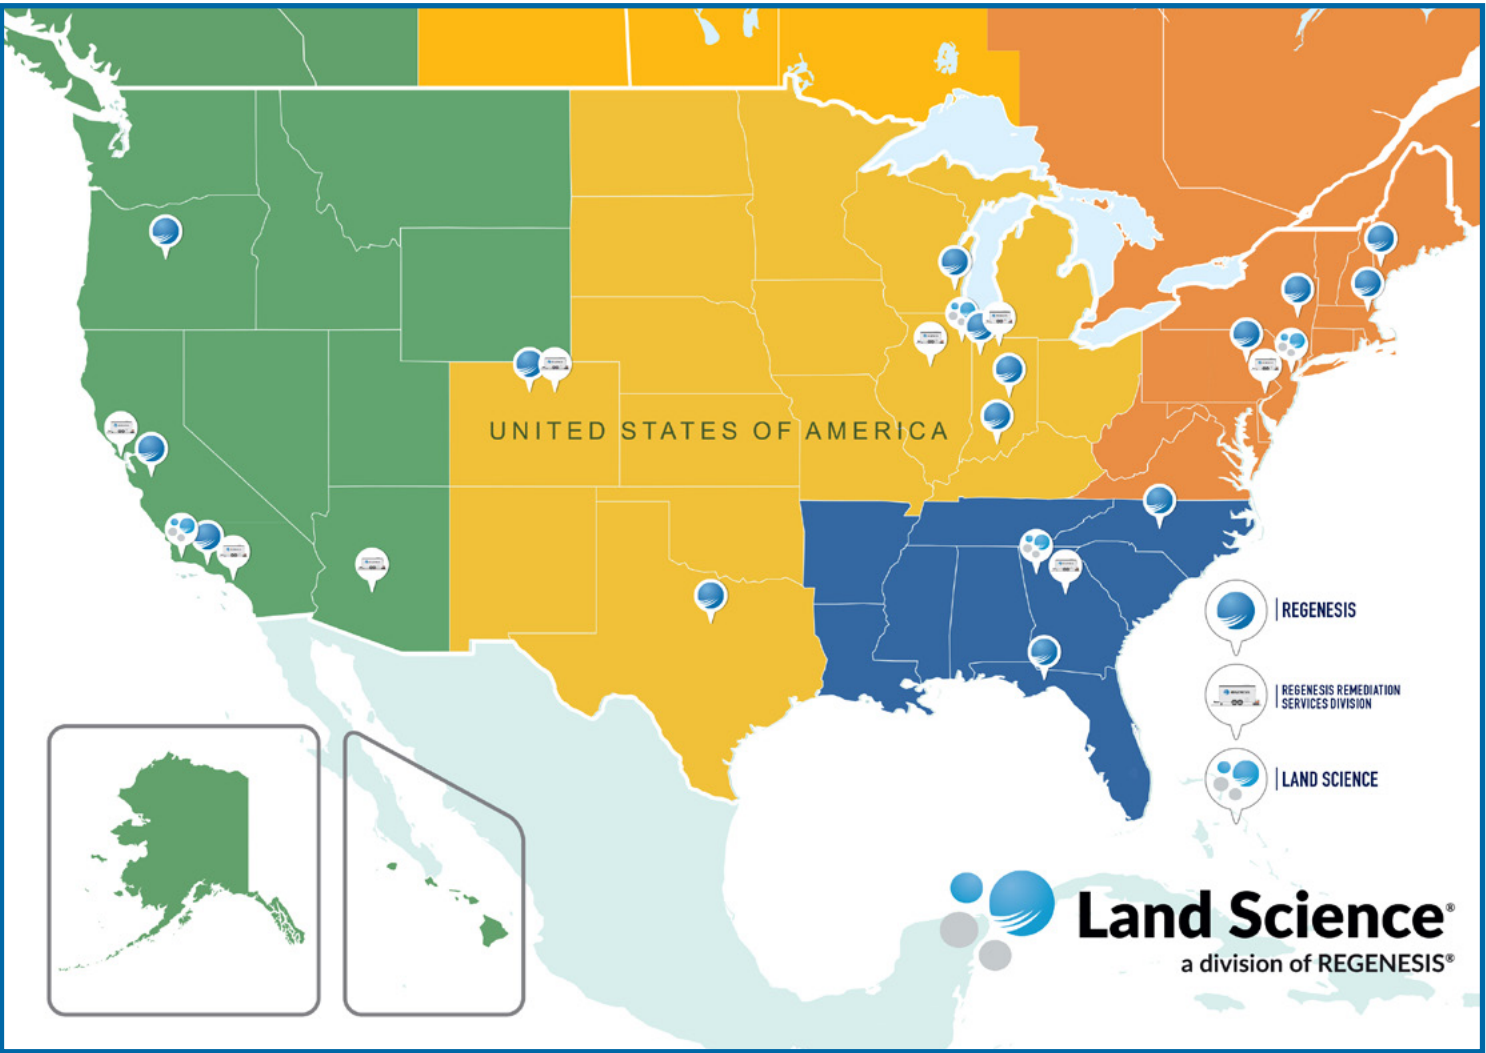 UNITED STATES OF AMERICA
REGENESIS
REGENESIS REMEDIATION
SERVICES DIVISION
LAND SCIENCE
Land Science®
a division of REGENESIS®